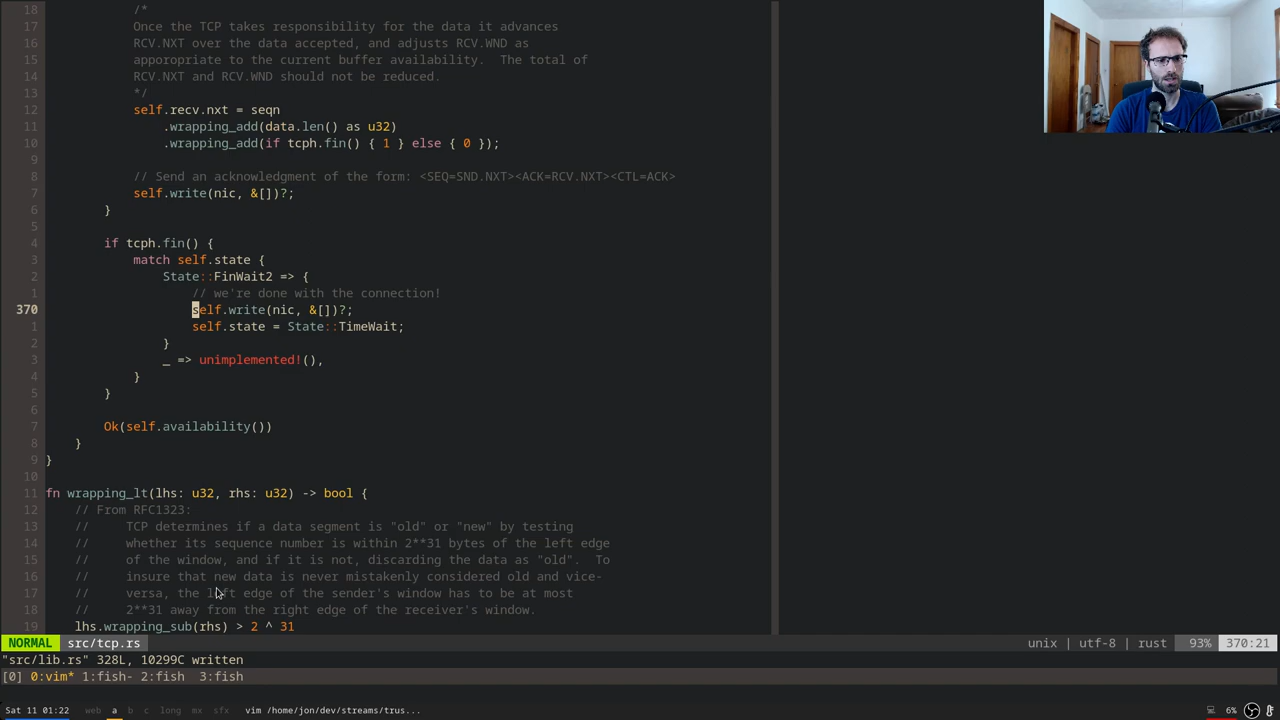 18 /*
17 Once the TCP takes responsibility for the data it advances
16 RCV.NXT over the data accepted, and adjusts RCV.WND as
15 apporopriate to the current buffer availability.  The total of
14 RCV.NXT and RCV.WND should not be reduced.
13 */
12 self.recv.nxt = seqn
11 .wrapping_add(data.len() as u32)
10 .wrapping_add(if tcph.fin() { 1 } else { 0 });
9
8 // Send an acknowledgment of the form: <SEQ=SND.NXT><ACK=RCV.NXT><CTL=ACK>
7 self.write(nic, &[])?;
6 }
5
4 if tcph.fin() {
3 match self.state {
2 State::FinWait2 => {
1 // we're done with the connection!
370 self.write(nic, &[])?;
1 self.state = State::TimeWait;
2 }
3 _ => unimplemented!(),
4 }
5 }
6
7 Ok(self.availability())
8 }
9 }
10
11 fn wrapping_lt(lhs: u32, rhs: u32) -> bool {
12 // From RFC1323:
13 //     TCP determines if a data segment is "old" or "new" by testing
14 //     whether its sequence number is within 2**31 bytes of the left edge
15 //     of the window, and if it is not, discarding the data as "old".  To
16 //     insure that new data is never mistakenly considered old and vice-
17 //     versa, the left edge of the sender's window has to be at most
18 //     2**31 away from the right edge of the receiver's window.
19 lhs.wrapping_sub(rhs) > 2 ^ 31
NORMAL src/tcp.rs unix | utf-8 | rust 93% 370:21
"src/lib.rs" 328L, 10299C written
[0] 0:vim* 1:fish- 2:fish  3:fish
Sat 11 01:22 web a b c long mx sfx vim /home/jon/dev/streams/trus... 6%